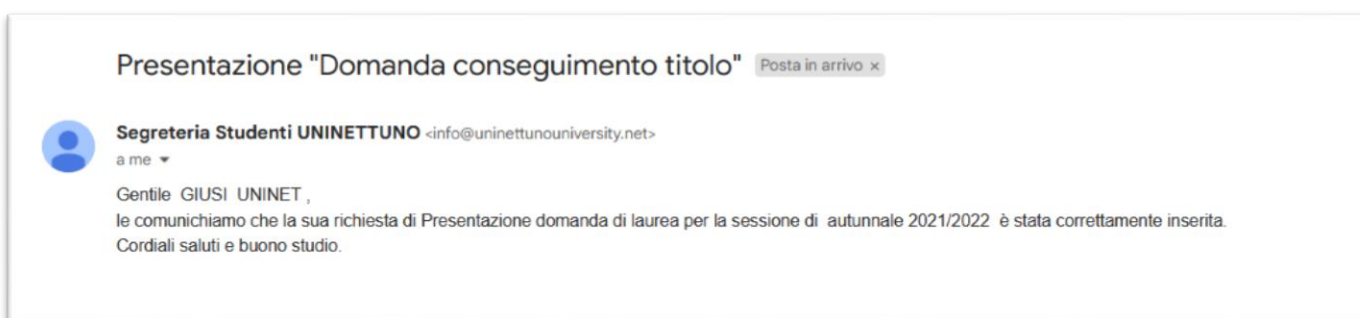 Presentazione "Domanda conseguimento titolo" Posta in arrivo ×
Segreteria Studenti UNINETTUNO <info@uninettunouniversity.net>
a me
Gentile GIUSI UNINET ,
le comunichiamo che la sua richiesta di Presentazione domanda di laurea per la sessione di autunnale 2021/2022 è stata correttamente inserita.
Cordiali saluti e buono studio.